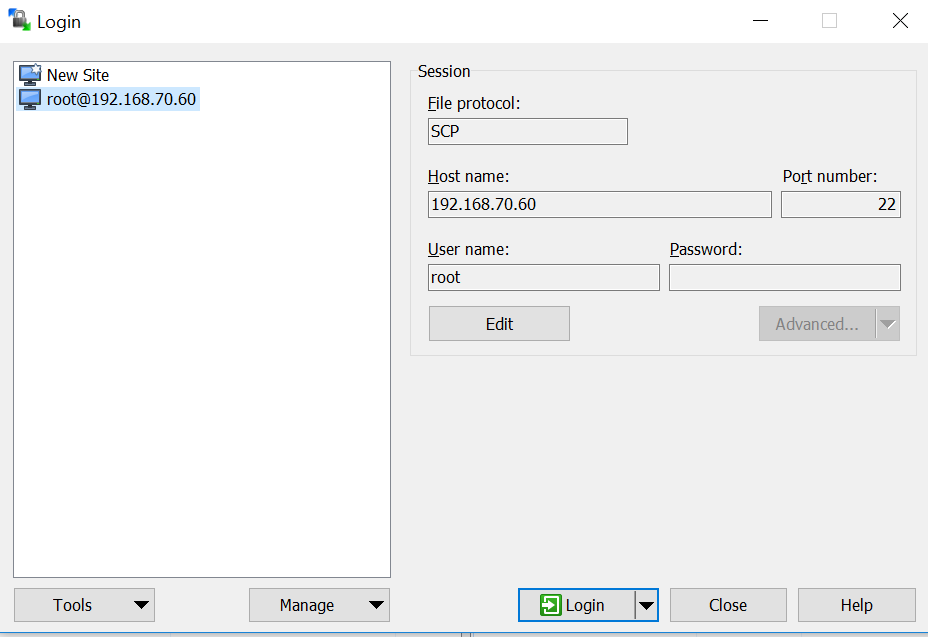 Login
New Site
root@192.168.70.60
Session
File protocol:
SCP
Host name:
Port number:
192.168.70.60
22
User name:
Password:
root
Edit
Advanced...
Tools
Manage
Login
Close
Help